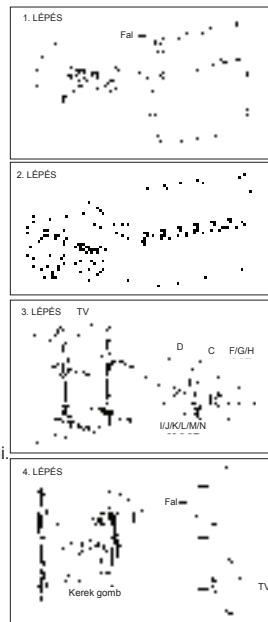 1. LÉPÉS
Fal
2. LÉPÉS
3. LÉPÉS TV
D
C
F/G/H
I/J/K/L/M/N
i.
4. LÉPÉS
Fal
Kerek gomb
TV